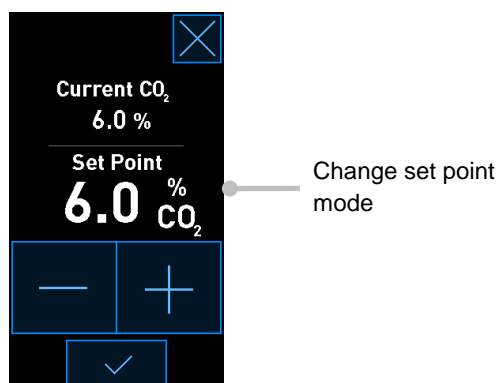 Current CO₂
6.0 %
Set Point
6.0 % CO₂
Change set point
mode